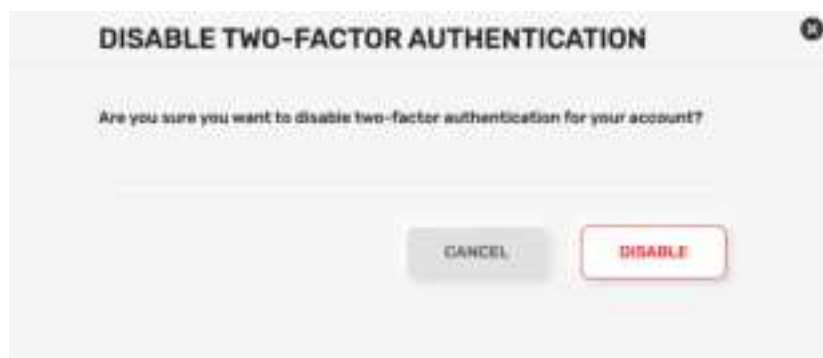 DISABLE TWO-FACTOR AUTHENTICATION
Are you sure you want to disable two-factor authentication for your account?
CANCEL
DISABLE